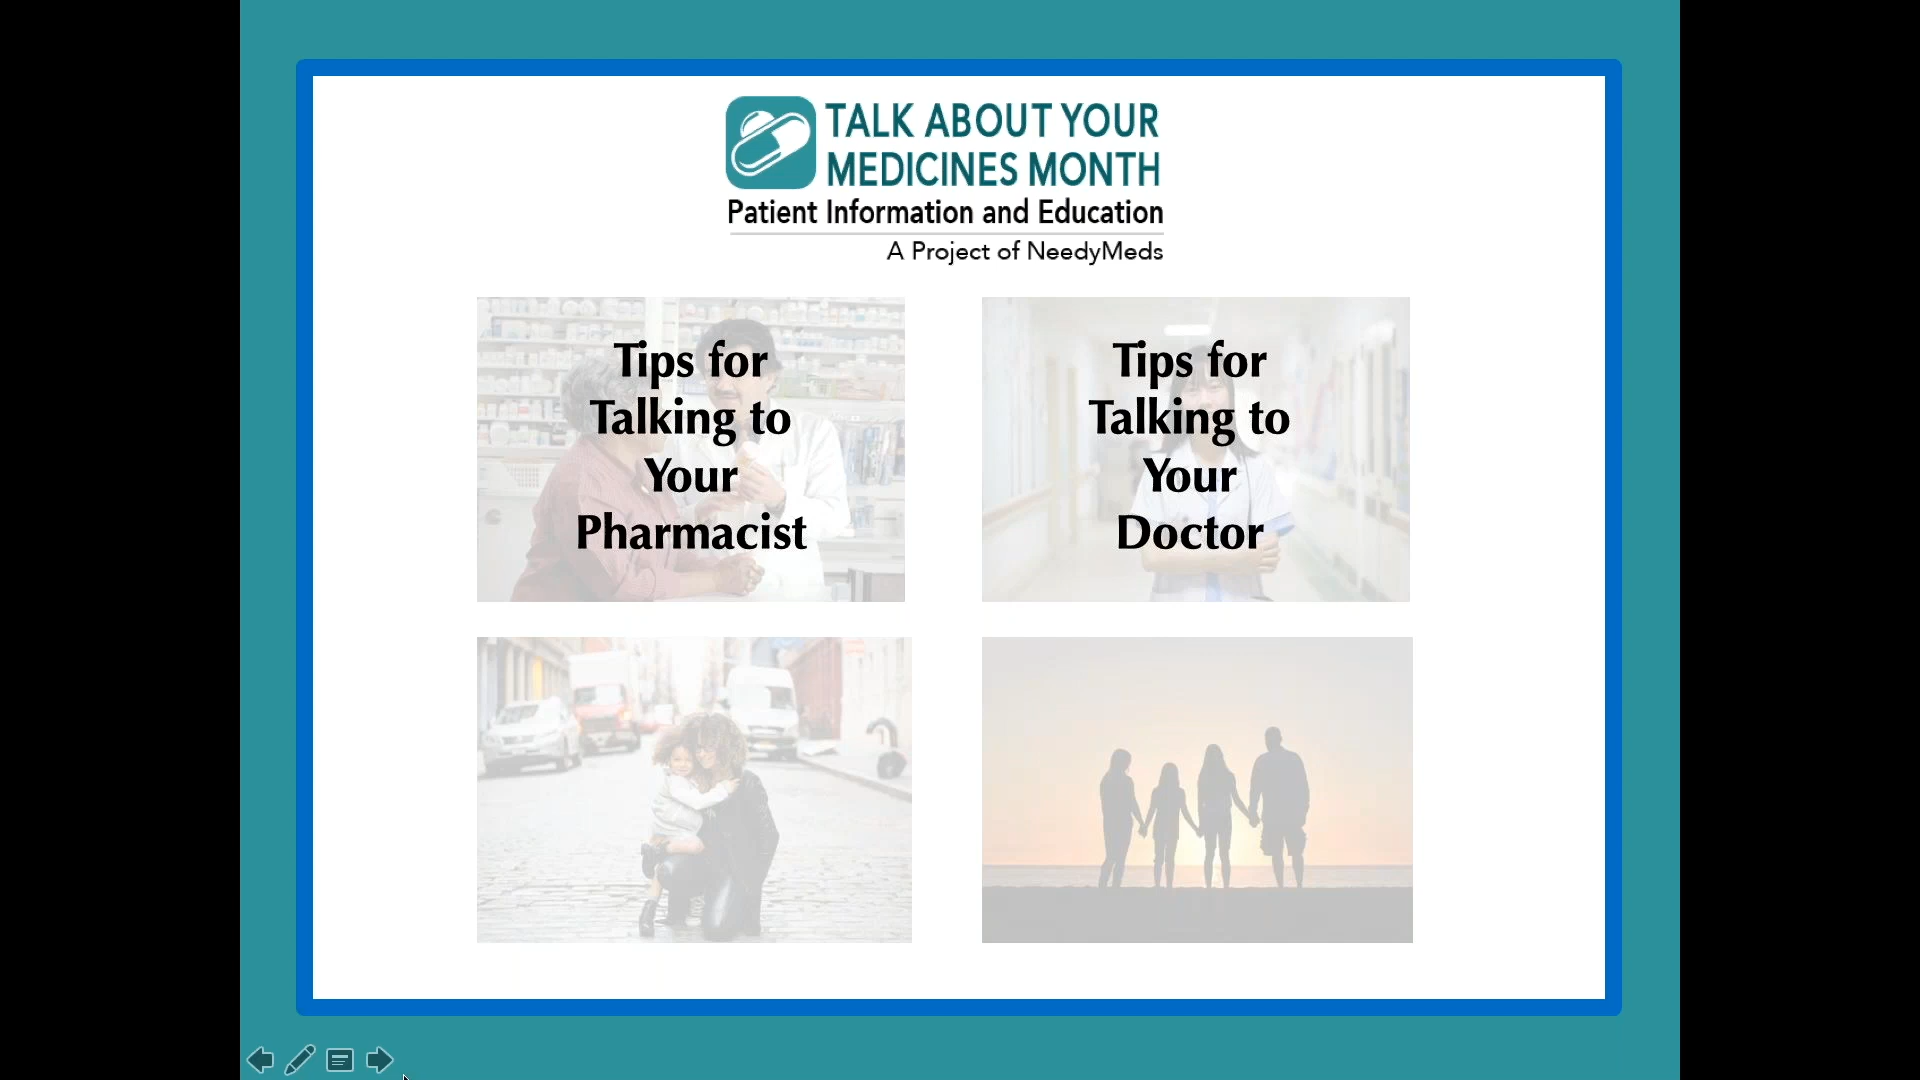 TALK ABOUT YOUR
MEDICINES MONTH
Patient Information and Education
A Project of NeedyMeds
Tips for
Talking to
Your
Pharmacist
Tips for
Talking to
Your
Doctor